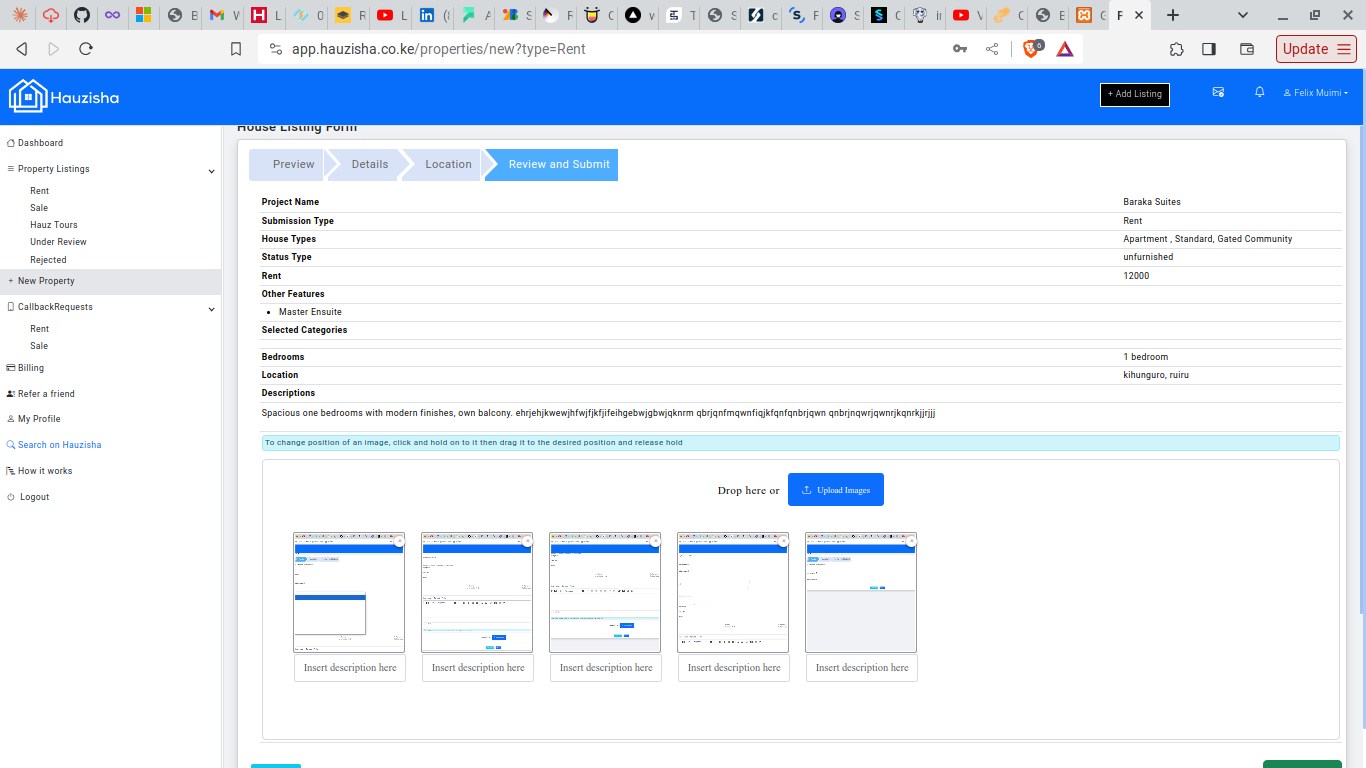 app.hauzisha.co.ke/properties/new?type=Rent
6
Update
Hauzisha
+ Add Listing
Felix Muimi
House Listing Form
Dashboard
Property Listings
Rent
Sale
Hauz Tours
Under Review
Rejected
+ New Property
CallbackRequests
Rent
Sale
Billing
Refer a friend
My Profile
Search on Hauzisha
How it works
Logout
Preview
Details
Location
Review and Submit
Project Name Baraka Suites
Submission Type Rent
House Types Apartment , Standard, Gated Community
Status Type unfurnished
Rent 12000
Other Features
• Master Ensuite
Selected Categories
Bedrooms 1 bedroom
Location kihunguro, ruiru
Descriptions
Spacious one bedrooms with modern finishes, own balcony. ehrjehjkwewjhfwjfjkfjifeihgebwjgbwjqknrm qbrjqnfmqwnfiqjkfqnfqnbrjqwn qnbrjnqwrjqwnrjkqnrkjjrjjj
To change position of an image, click and hold on to it then drag it to the desired position and release hold
Drop here or
Upload Images
Insert description here
Insert description here
Insert description here
Insert description here
Insert description here